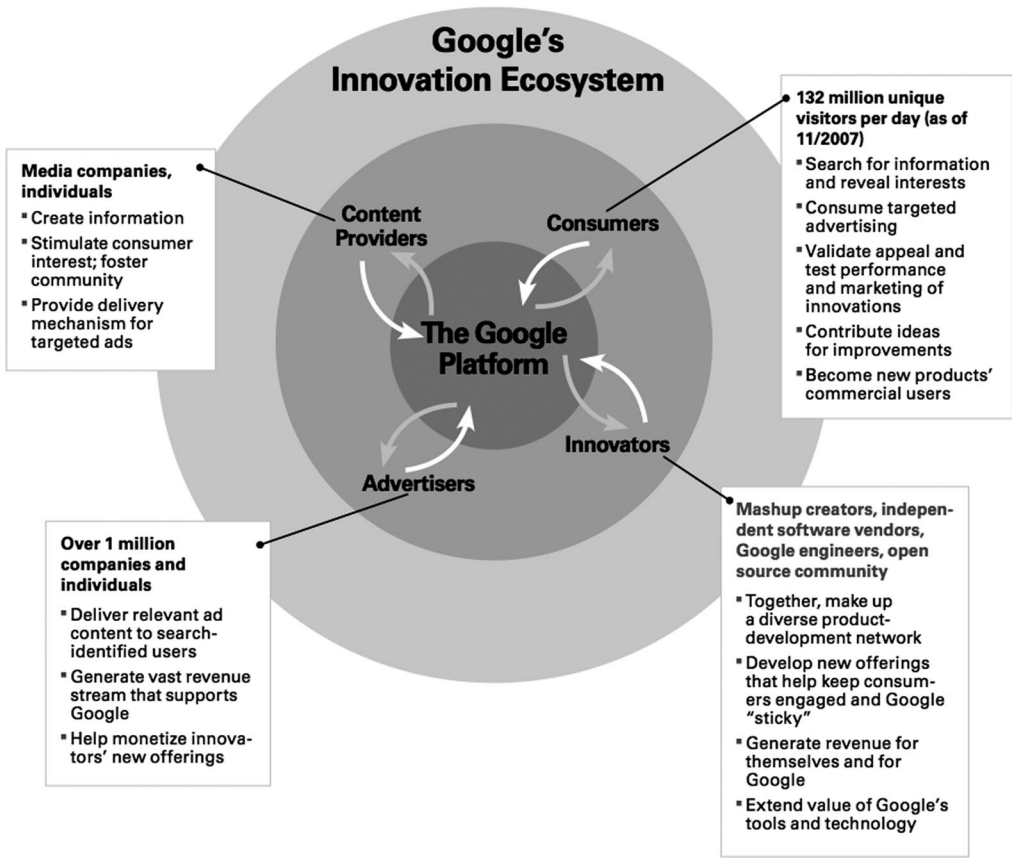 Google's
Innovation Ecosystem
Media companies,
individuals
▪ Create information
▪ Stimulate consumer
interest; foster
community
▪ Provide delivery
mechanism for
targeted ads
Content
Providers
Consumers
132 million unique
visitors per day (as of
11/2007)
▪ Search for information
and reveal interests
▪ Consume targeted
advertising
▪ Validate appeal and
test performance
and marketing of
innovations
▪ Contribute ideas
for improvements
▪ Become new products'
commercial users
The Google
Platform
Advertisers
Innovators
Over 1 million
companies and
individuals
▪ Deliver relevant ad
content to search-
identified users
▪ Generate vast revenue
stream that supports
Google
▪ Help monetize innova-
tors' new offerings
Mashup creators, indepen-
dent software vendors,
Google engineers, open
source community
▪ Together, make up
a diverse product-
development network
▪ Develop new offerings
that help keep consum-
ers engaged and Google
“sticky”
▪ Generate revenue for
themselves and for
Google
▪ Extend value of Google's
tools and technology